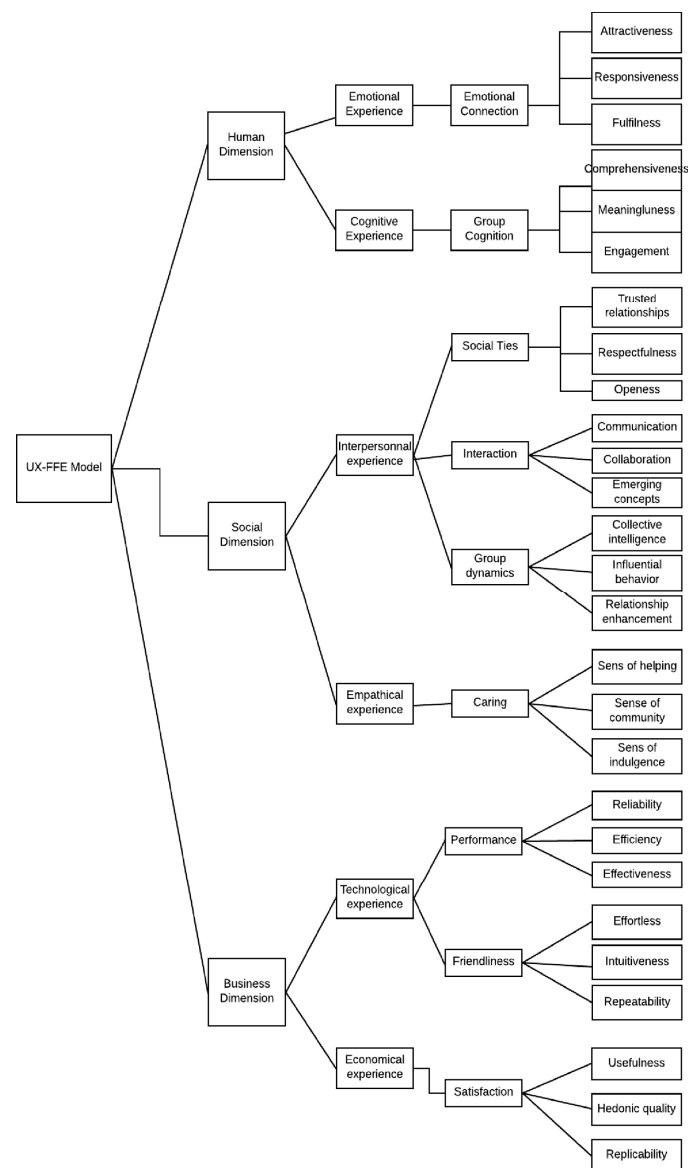 Attractiveness
Responsiveness
Fulfilness
Emotional
Experience
Emotional
Connection
Human
Dimension
Comprehensiveness
Meaningluness
Engagement
Cognitive
Experience
Group
Cognition
Trusted
relationships
Respectfulness
Openess
Social Ties
UX-FFE Model
Social
Dimension
Interpersonnal
experience
Interaction
Communication
Collaboration
Emerging
concepts
Group
dynamics
Collective
intelligence
Influential
behavior
Relationship
enhancement
Empathical
experience
Caring
Sens of helping
Sense of
community
Sens of
indulgence
Business
Dimension
Technological
experience
Performance
Reliability
Efficiency
Effectiveness
Friendliness
Effortless
Intuitiveness
Repeatability
Economical
experience
Satisfaction
Usefulness
Hedonic quality
Replicability